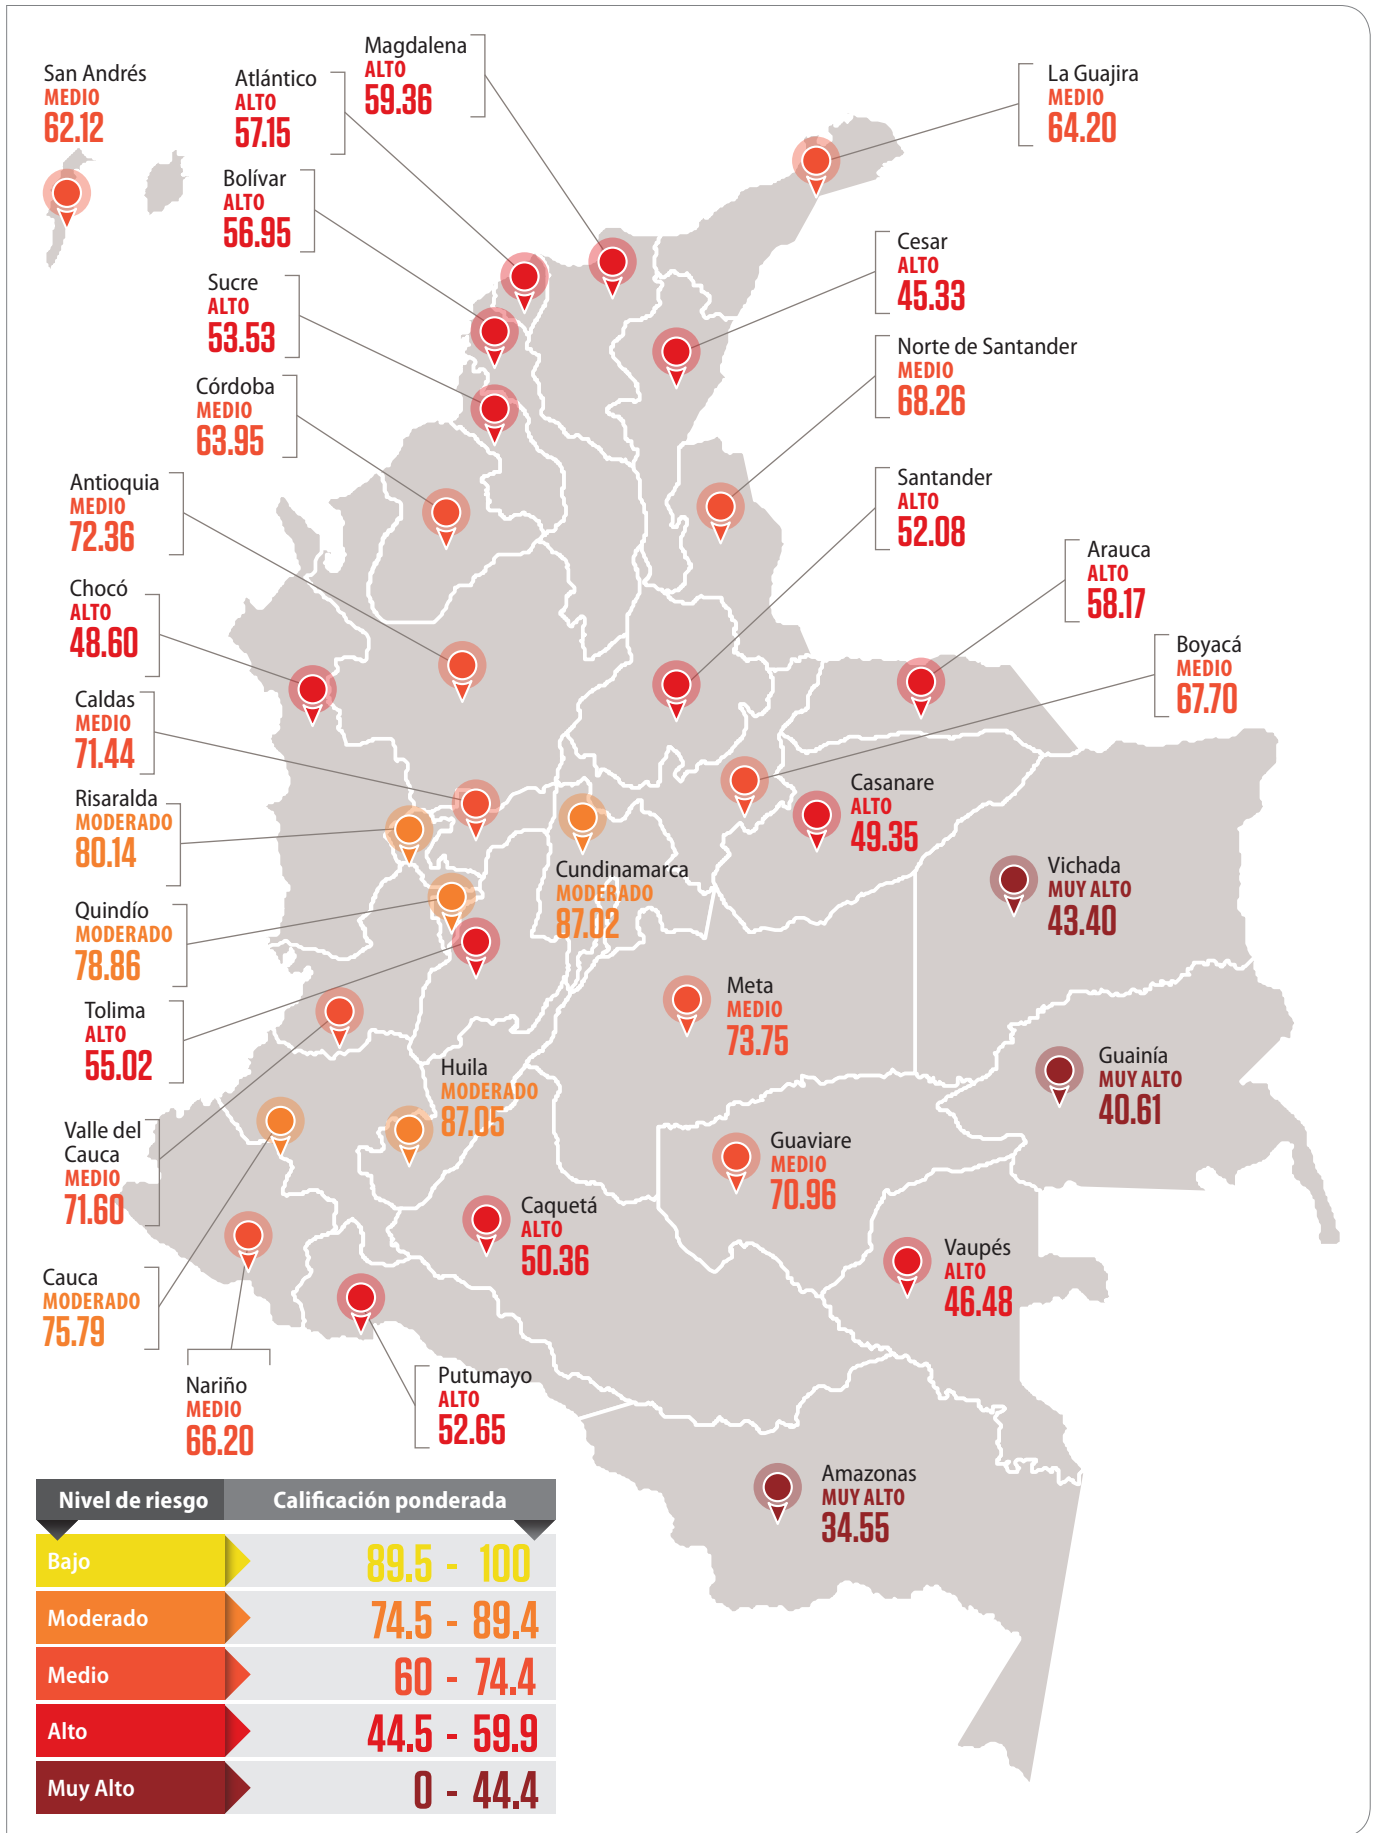 San Andrés
MEDIO
62.12
Atlántico
ALTO
57.15
Magdalena
ALTO
59.36
La Guajira
MEDIO
64.20
Bolívar
ALTO
56.95
Cesar
ALTO
45.33
Sucre
ALTO
53.53
Norte de Santander
MEDIO
68.26
Córdoba
MEDIO
63.95
Antioquia
MEDIO
72.36
Santander
ALTO
52.08
Arauca
ALTO
58.17
Chocó
ALTO
48.60
Boyacá
MEDIO
67.70
Caldas
MEDIO
71.44
Casanare
ALTO
49.35
Risaralda
MODERADO
80.14
Cundinamarca
MODERADO
87.02
Vichada
MUY ALTO
43.40
Quindío
MODERADO
78.86
Meta
MEDIO
73.75
Tolima
ALTO
55.02
Guainía
MUY ALTO
40.61
Huila
MODERADO
87.05
Valle del
Cauca
MEDIO
71.60
Guaviare
MEDIO
70.96
Caquetá
ALTO
50.36
Vaupés
ALTO
46.48
Cauca
MODERADO
75.79
Nariño
MEDIO
66.20
Putumayo
ALTO
52.65
Amazonas
MUY ALTO
34.55
Nivel de riesgo Calificación ponderada
Bajo 89.5 - 100
Moderado 74.5 - 89.4
Medio 60 - 74.4
Alto 44.5 - 59.9
Muy Alto 0 - 44.4